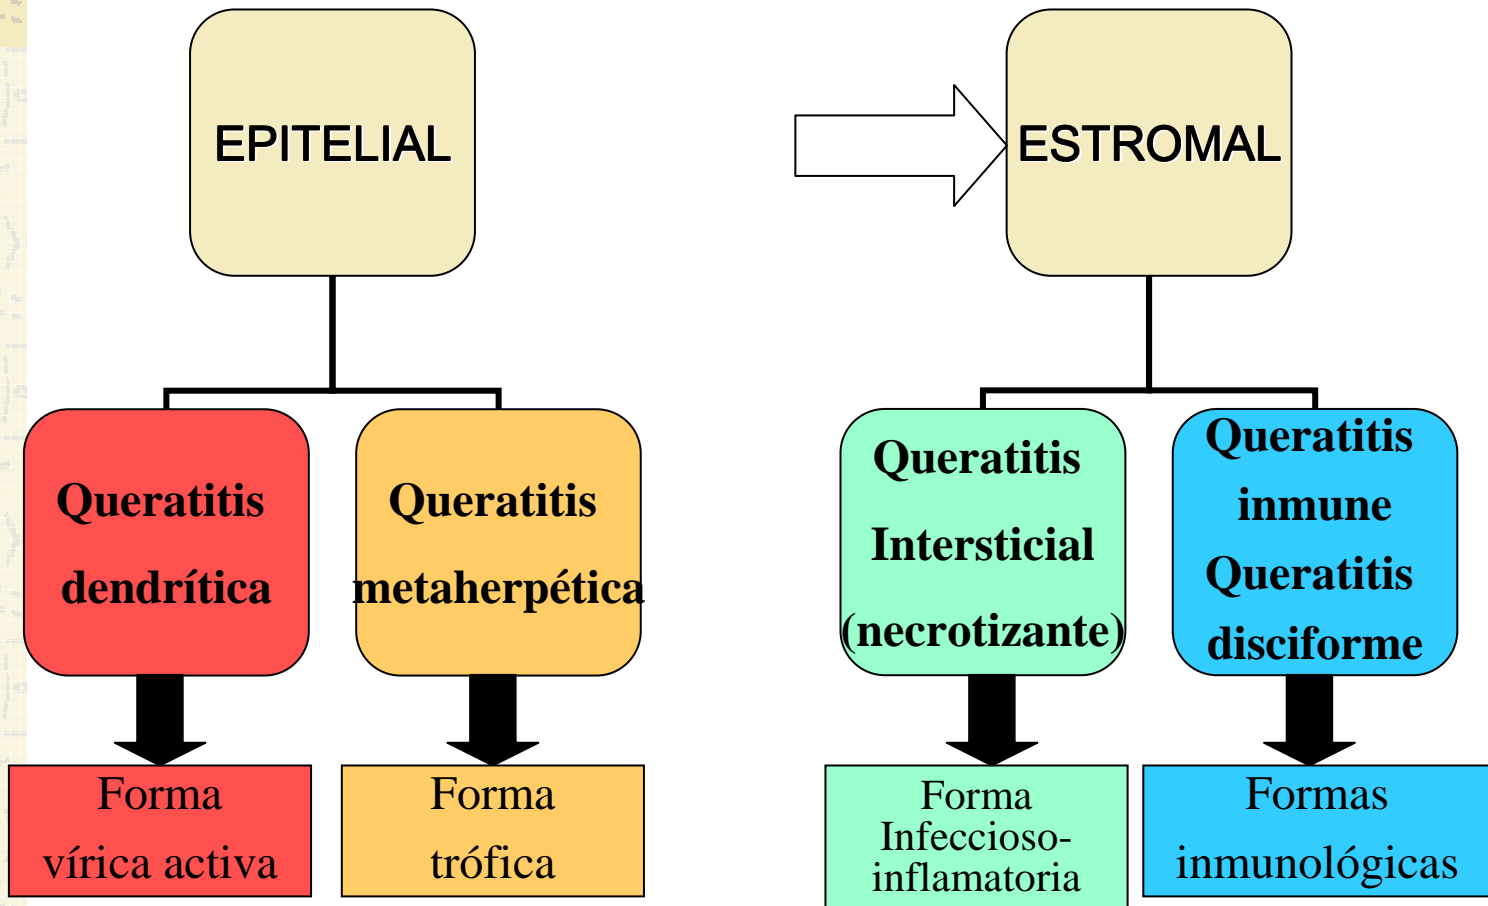 EPITELIAL
ESTROMAL
Queratitis
dendrítica
Queratitis
metaherpética
Queratitis
Intersticial
(necrotizante)
Queratitis
inmune
Queratitis
disciforme
Forma
vírica activa
Forma
trófica
Forma
Infeccioso-
inflamatoria
Formas
inmunológicas